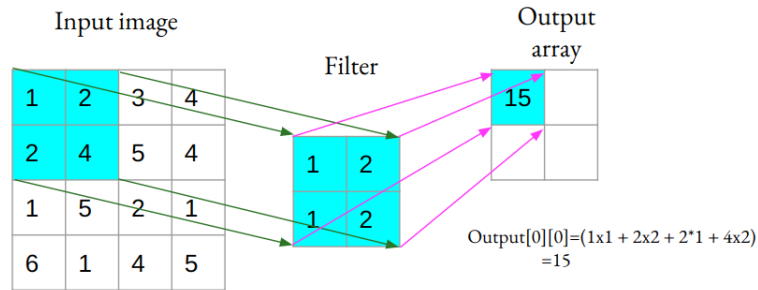 Input image
Output
array
Filter
1 2 3 4
2 4 5 4
1 5 2 1
6 1 4 5
1 2
1 2
15
Output[0][0]=(1x1 + 2x2 + 2*1 + 4x2)
=15